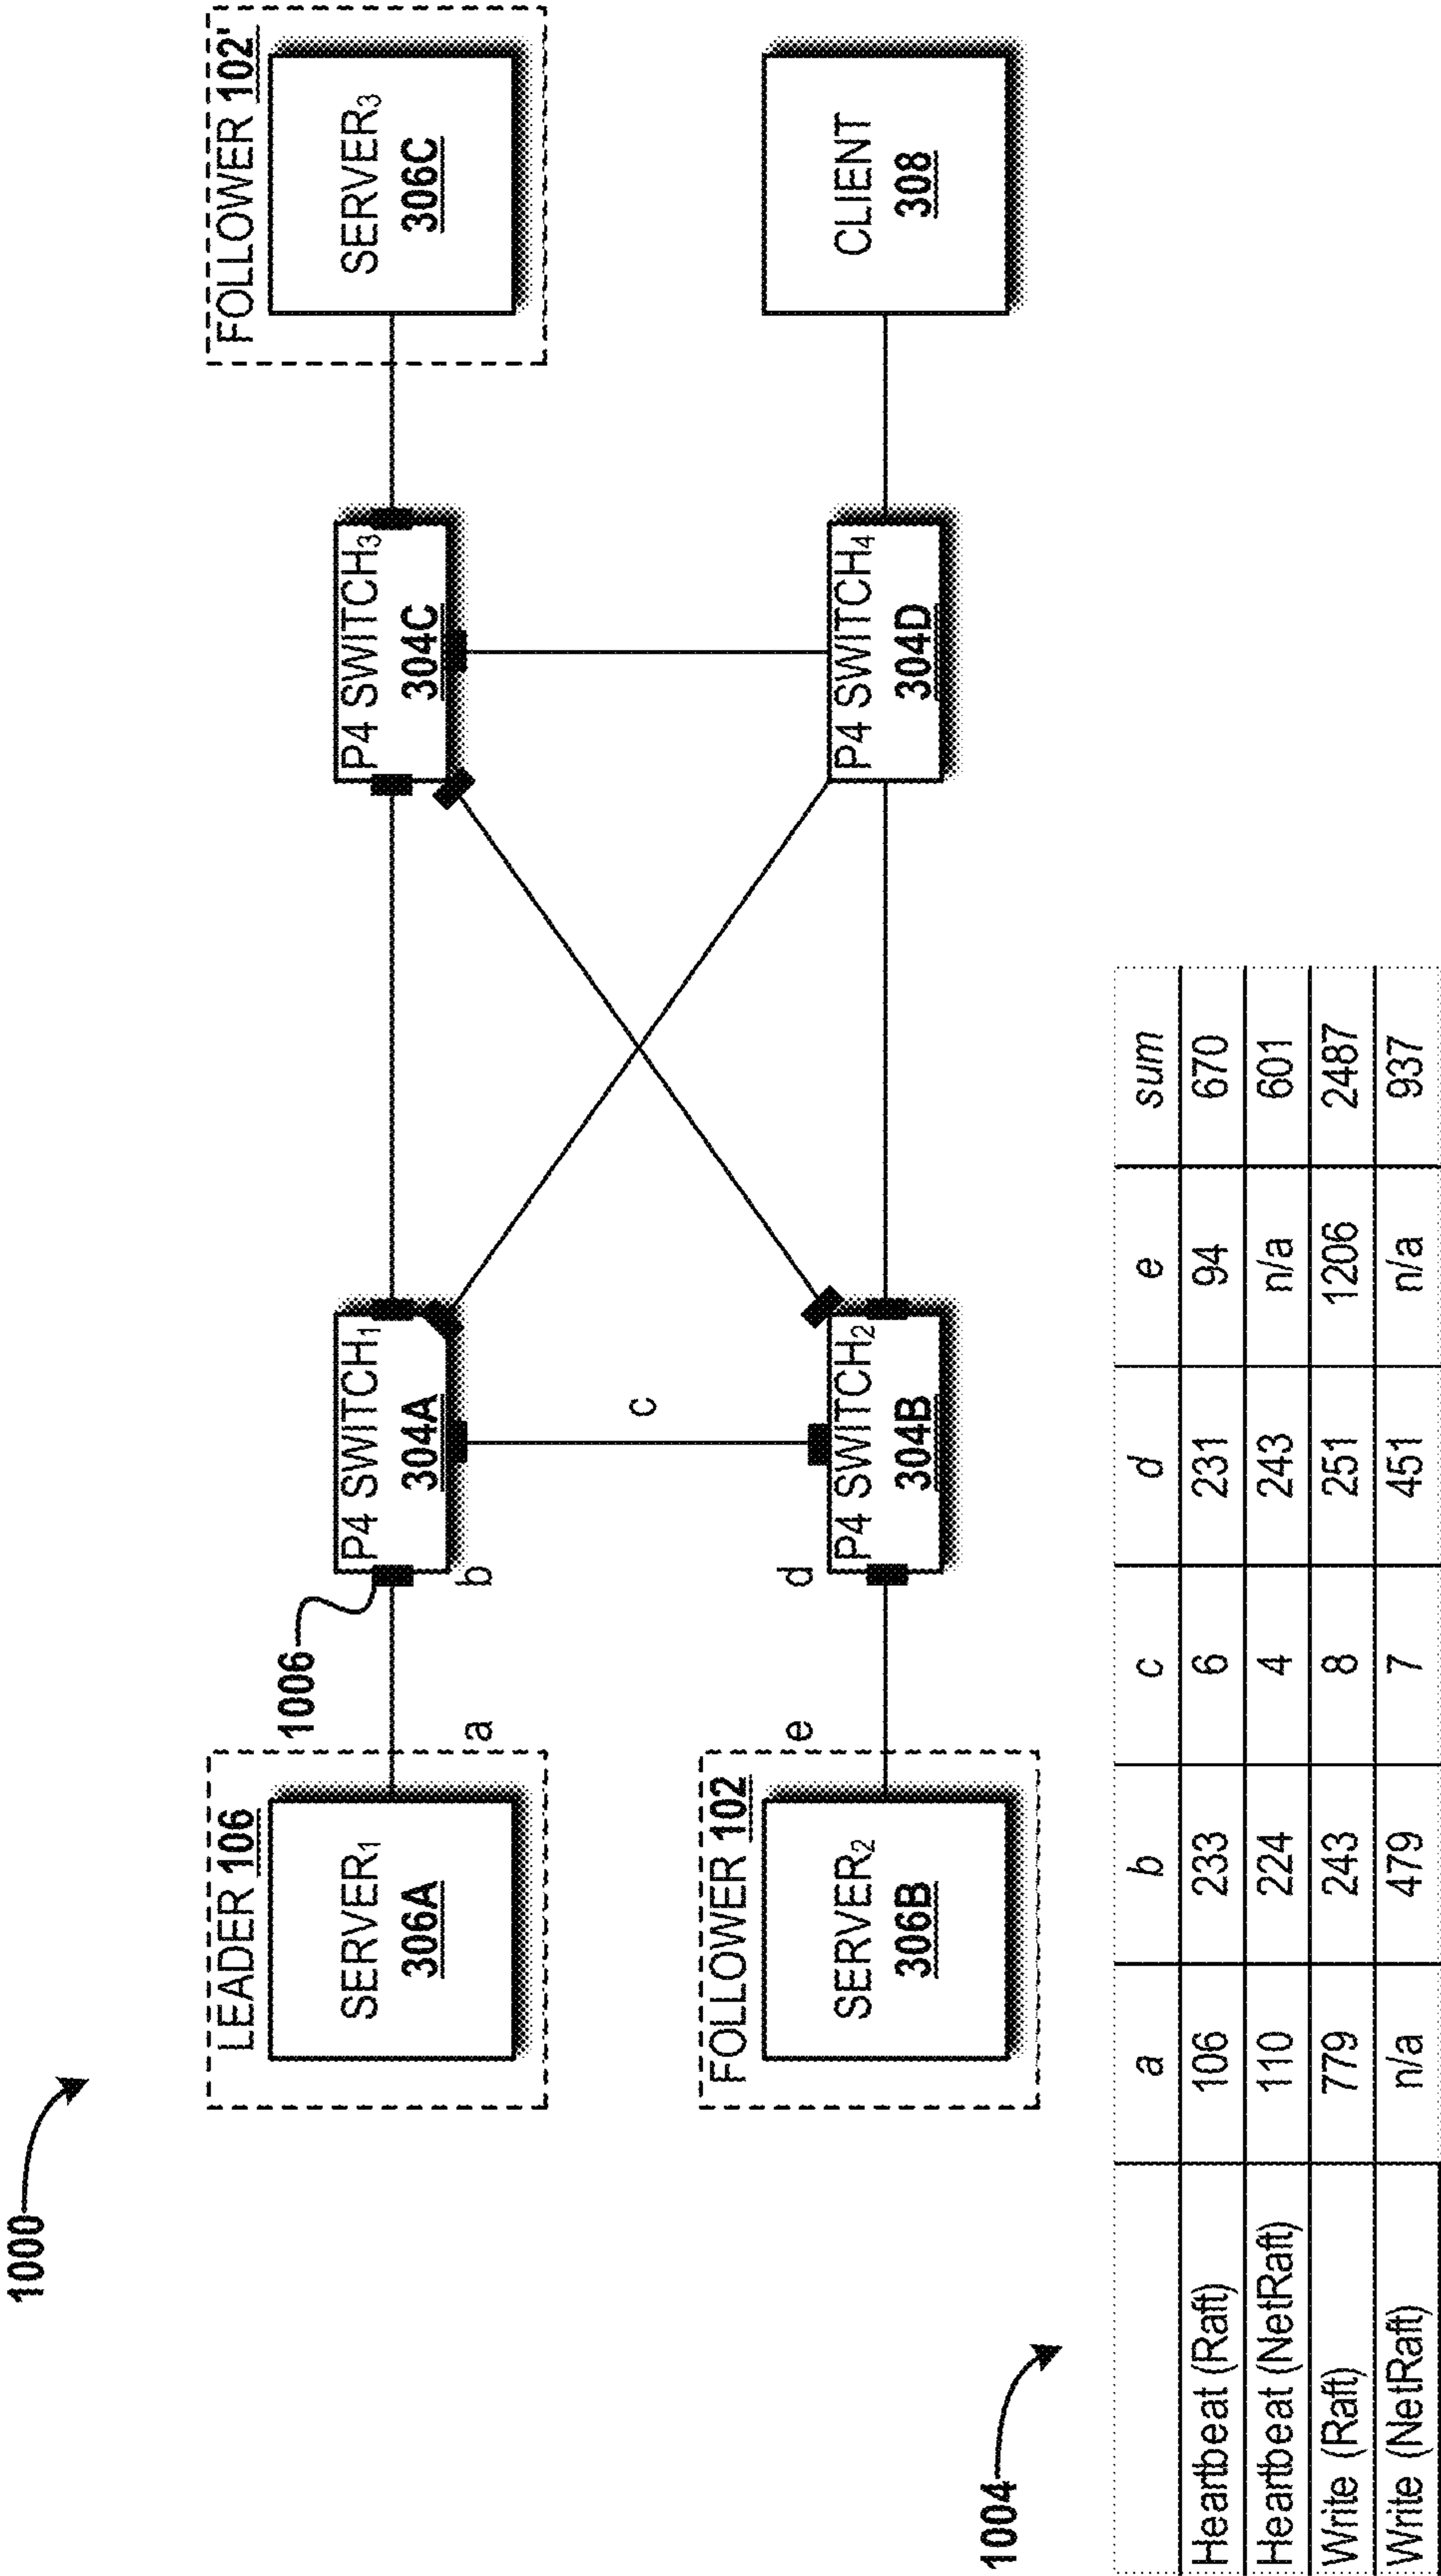 1000
LEADER 106
FOLLOWER 102'
1006
SERVER₁
306A
P4 SWITCH₁
304A
P4 SWITCH₃
304C
SERVER₃
306C
a
b
c
FOLLOWER 102
e
d
SERVER₂
306B
P4 SWITCH₂
304B
P4 SWITCH₄
304D
CLIENT
308
1004
a b c d e sum
Heartbeat (Raft) 106 233 6 231 94 670
Heartbeat (NetRaft) 110 224 4 243 n/a 601
Write (Raft) 779 243 8 251 1206 2487
Write (NetRaft) n/a 479 7 451 n/a 937